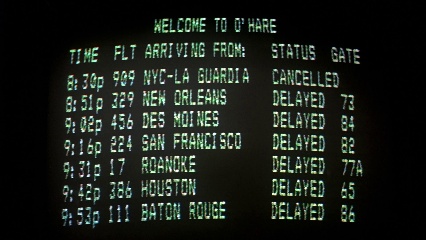 WELCOME TO O'HARE
TIME FLT ARRIVING FROM: STATUS GATE
8:30p 909 NYC-LA GUARDIA CANCELLED
8:51p 329 NEW ORLEANS DELAYED 73
9:02p 436 DES MOINES DELAYED 84
9:16p 224 SAN FRANCISCO DELAYED 82
9:31p 17 ROANOKE DELAYED 77A
9:42p 386 HOUSTON DELAYED 65
9:53p 111 BATON ROUGE DELAYED 86